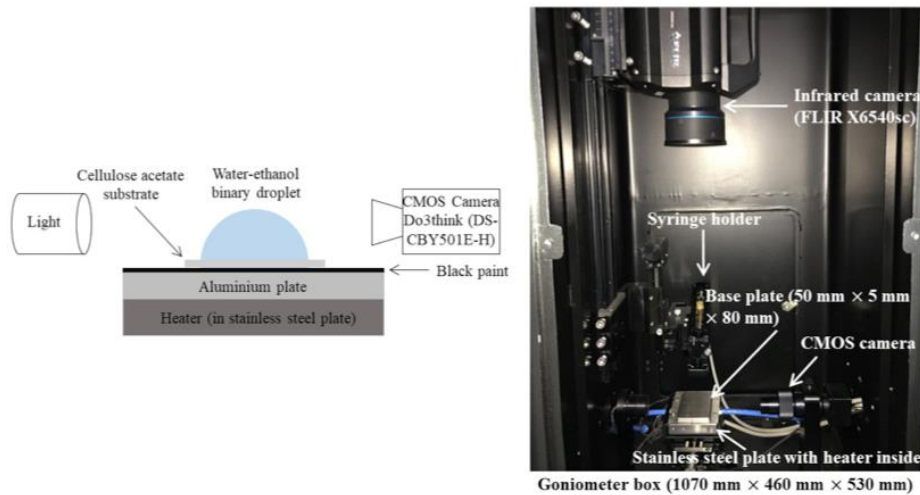 Cellulose acetate
substrate
Water-ethanol
binary droplet
Light
CMOS Camera
Do3think (DS-
CBY501E-H)
Black paint
Aluminium plate
Heater (in stainless steel plate)
Infrared camera
(FLIR X6540sc)
Syringe holder
Base plate (50 mm × 5 mm
× 80 mm)
CMOS camera
Stainless steel plate with heater inside
Goniometer box (1070 mm × 460 mm × 530 mm)